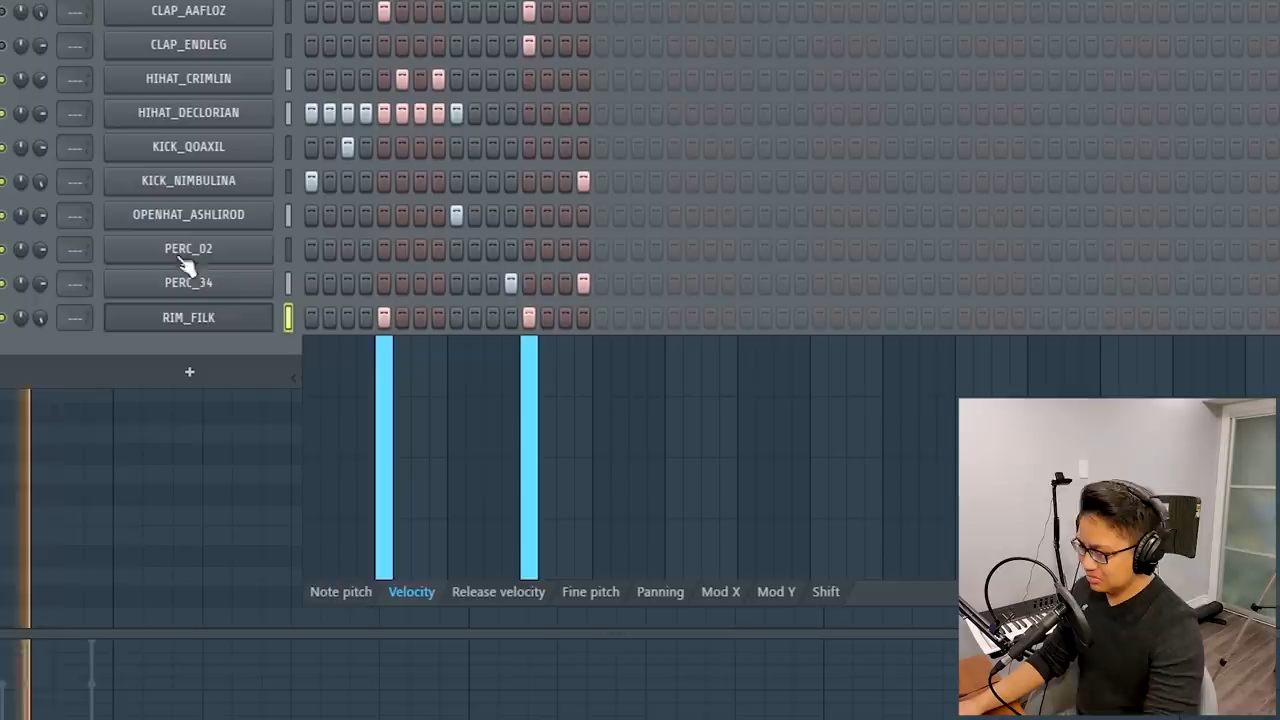 CLAP_AAFLOZ
CLAP_ENDLEG
HIHAT_CRIMLIN
HIHAT_DECLORIAN
KICK_QOAXIL
KICK_NIMBULINA
OPENHAT_ASHLIROD
PERC_02
PERC_34
RIM_FILK
+
Note pitch Velocity Release velocity Fine pitch Panning Mod X Mod Y Shift